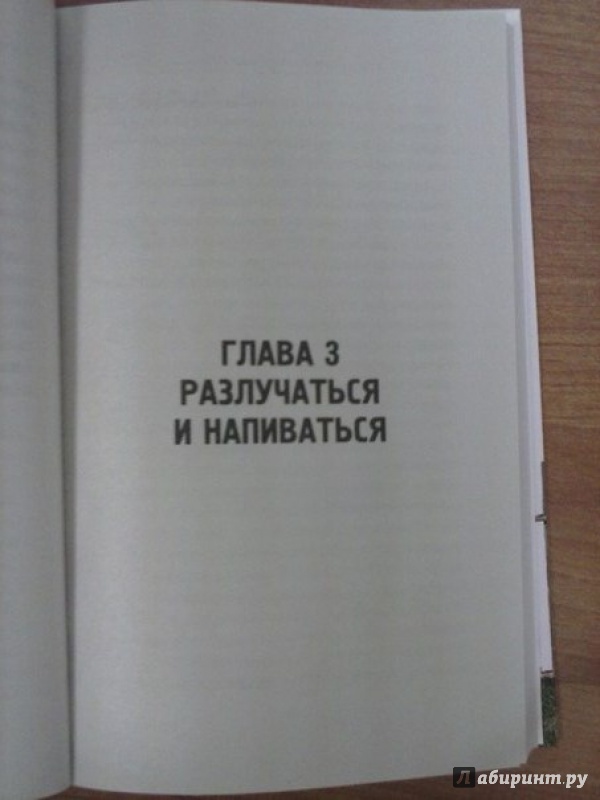 ГЛАВА 3
РАЗЛУЧАТЬСЯ
И НАПИВАТЬСЯ
Лабиринт.ру